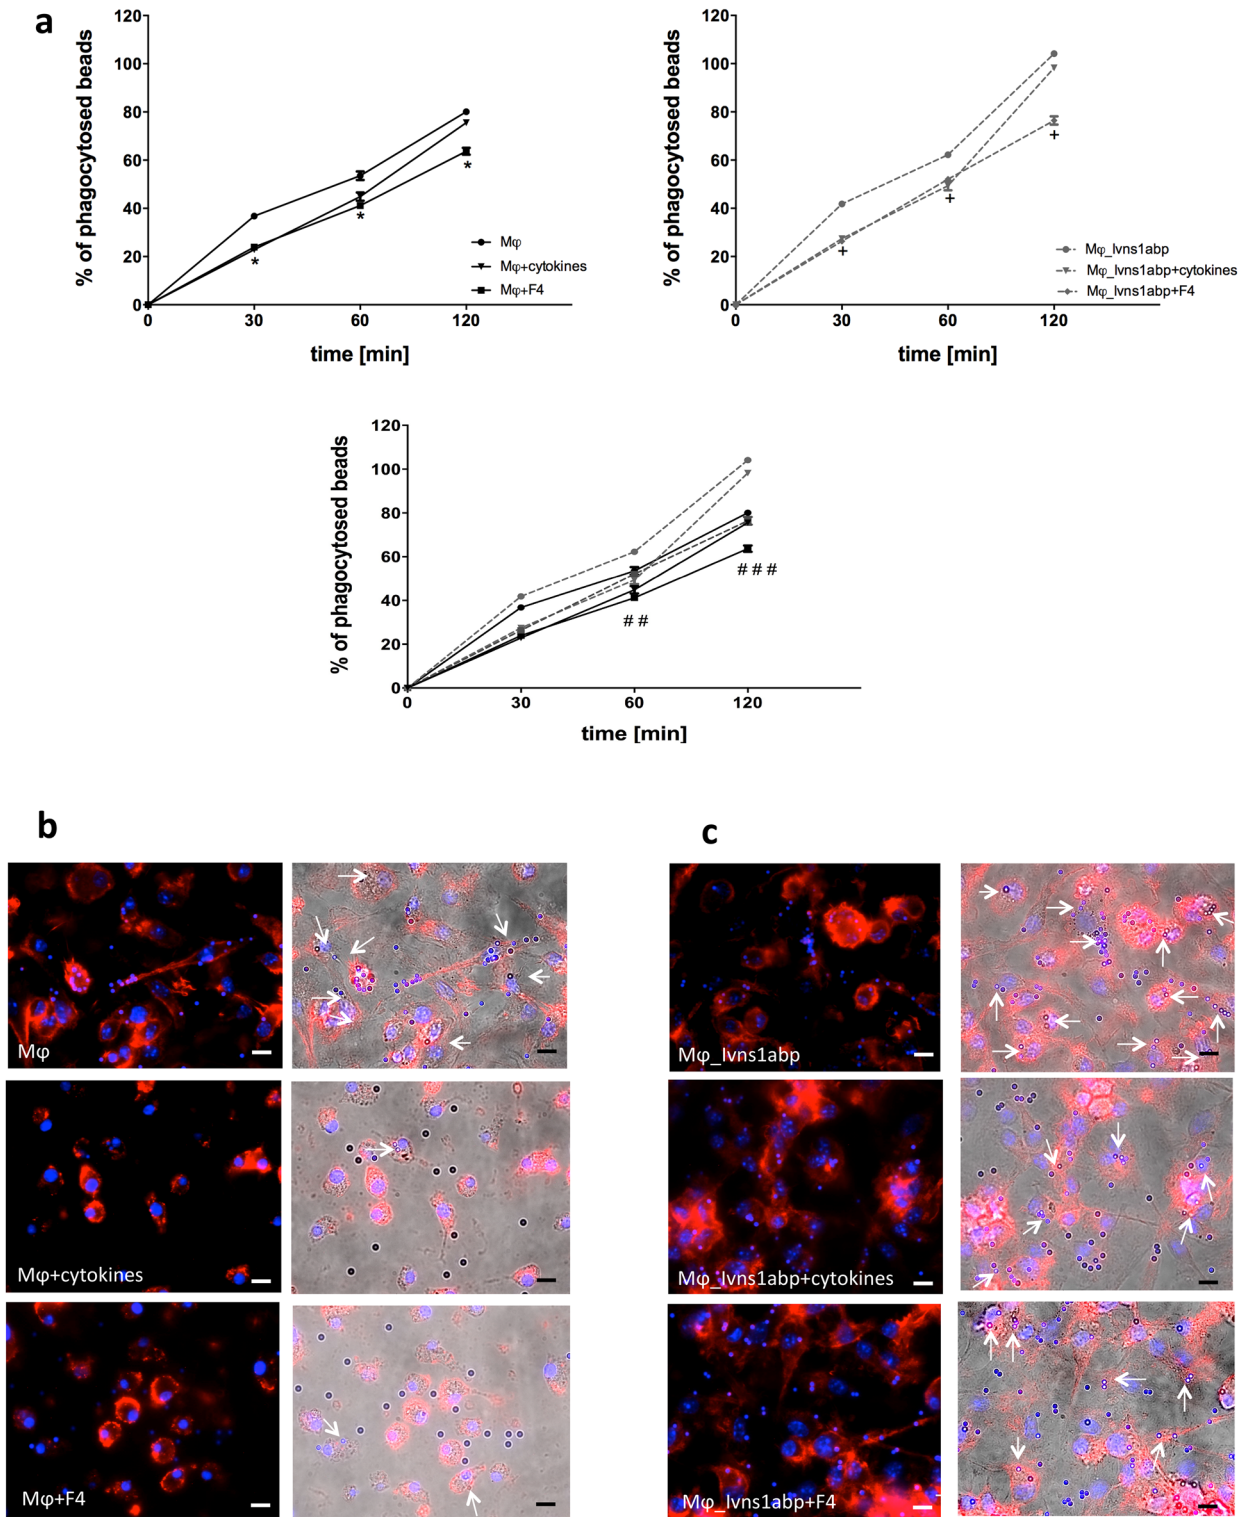 a
% of phagocytosed beads
120
100
80
60
40
20
0
*
*
*
Mφ
Mφ+cytokines
Mφ+F4
0 30 60 120
time [min]
% of phagocytosed beads
120
100
80
60
40
20
0
+
+
+
Mφ_Ivns1abp
Mφ_Ivns1abp+cytokines
Mφ_Ivns1abp+F4
0 30 60 120
time [min]
% of phagocytosed beads
120
100
80
60
40
20
0
# #
# # #
0 30 60 120
time [min]
b
Mφ
Mφ+cytokines
Mφ+F4
c
Mφ_Ivns1abp
Mφ_Ivns1abp+cytokines
Mφ_Ivns1abp+F4